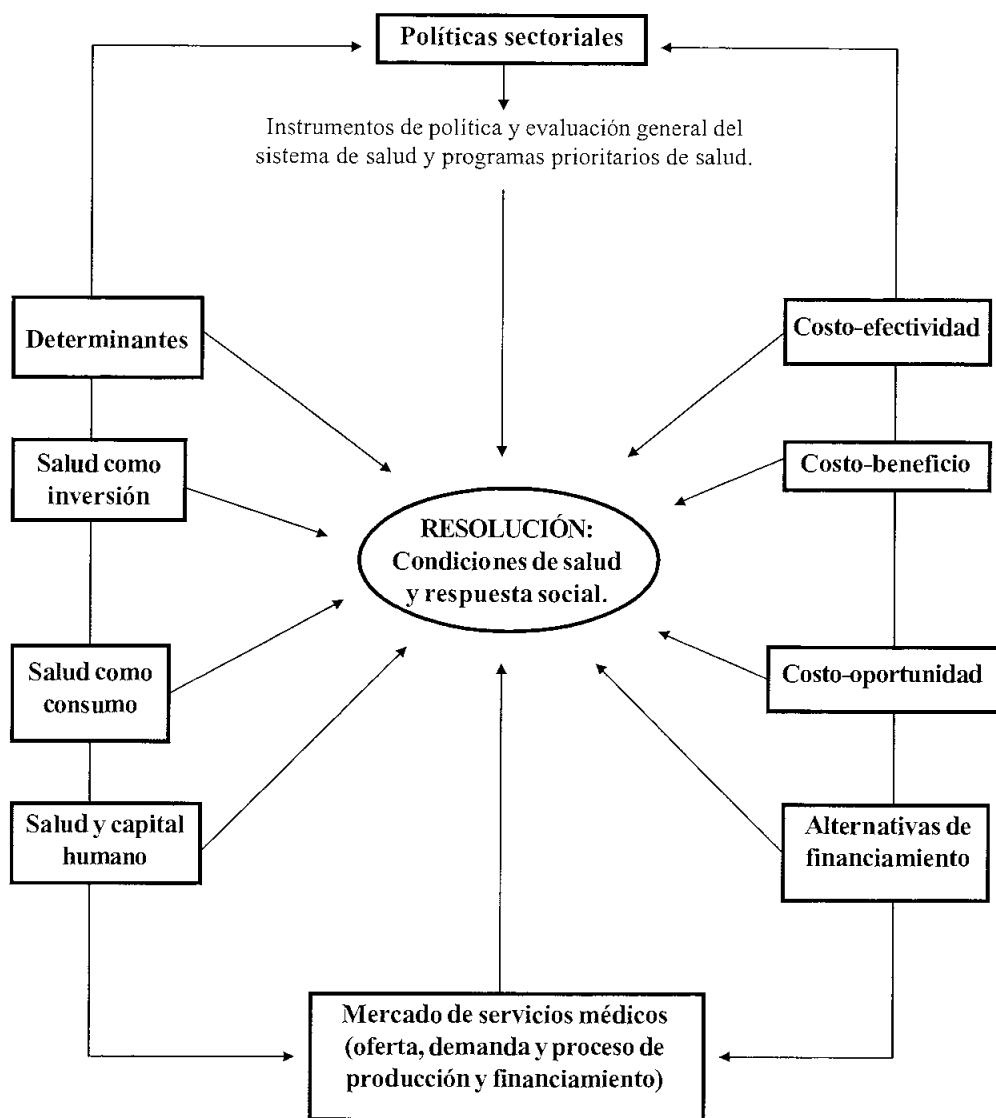 Políticas sectoriales
Instrumentos de política y evaluación general del
sistema de salud y programas prioritarios de salud.
Determinantes
Costo-efectividad
Salud como
inversión
Costo-beneficio
RESOLUCIÓN:
Condiciones de salud
y respuesta social.
Salud como
consumo
Costo-oportunidad
Salud y capital
humano
Alternativas de
financiamiento
Mercado de servicios médicos
(oferta, demanda y proceso de
producción y financiamiento)